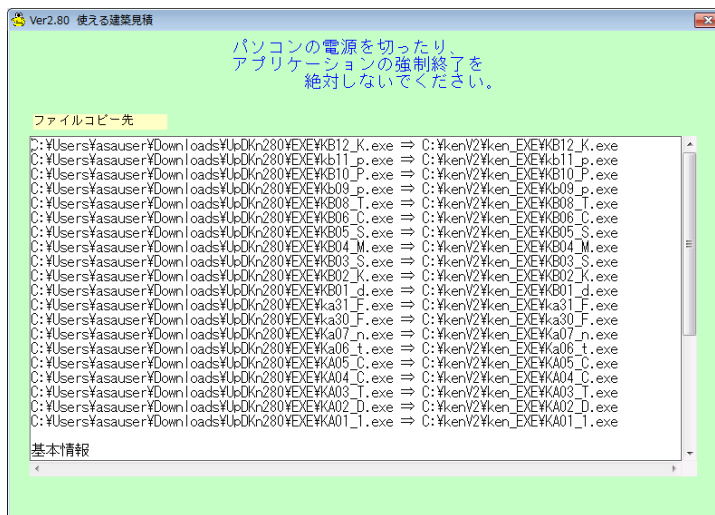 Ver2.80 使える建築見積
パソコンの電源を切ったり、
アプリケーションの強制終了を
絶対しないでください。
ファイルコピー先
C:¥Users¥asauser¥Downloads¥UpDKn280¥EXE¥KB12_K.exe ⇒ C:¥kenV2¥ken_EXE¥KB12_K.exe
C:¥Users¥asauser¥Downloads¥UpDKn280¥EXE¥kb11_p.exe ⇒ C:¥kenV2¥ken_EXE¥kb11_p.exe
C:¥Users¥asauser¥Downloads¥UpDKn280¥EXE¥KB10_P.exe ⇒ C:¥kenV2¥ken_EXE¥KB10_P.exe
C:¥Users¥asauser¥Downloads¥UpDKn280¥EXE¥Kb09_p.exe ⇒ C:¥kenV2¥ken_EXE¥Kb09_p.exe
C:¥Users¥asauser¥Downloads¥UpDKn280¥EXE¥KB08_T.exe ⇒ C:¥kenV2¥ken_EXE¥KB08_T.exe
C:¥Users¥asauser¥Downloads¥UpDKn280¥EXE¥KB06_C.exe ⇒ C:¥kenV2¥ken_EXE¥KB06_C.exe
C:¥Users¥asauser¥Downloads¥UpDKn280¥EXE¥KB05_S.exe ⇒ C:¥kenV2¥ken_EXE¥KB05_S.exe
C:¥Users¥asauser¥Downloads¥UpDKn280¥EXE¥KB04_M.exe ⇒ C:¥kenV2¥ken_EXE¥KB04_M.exe
C:¥Users¥asauser¥Downloads¥UpDKn280¥EXE¥KB03_S.exe ⇒ C:¥kenV2¥ken_EXE¥KB03_S.exe
C:¥Users¥asauser¥Downloads¥UpDKn280¥EXE¥KB02_K.exe ⇒ C:¥kenV2¥ken_EXE¥KB02_K.exe
C:¥Users¥asauser¥Downloads¥UpDKn280¥EXE¥KB01_d.exe ⇒ C:¥kenV2¥ken_EXE¥KB01_d.exe
C:¥Users¥asauser¥Downloads¥UpDKn280¥EXE¥ka31_F.exe ⇒ C:¥kenV2¥ken_EXE¥ka31_F.exe
C:¥Users¥asauser¥Downloads¥UpDKn280¥EXE¥ka30_F.exe ⇒ C:¥kenV2¥ken_EXE¥ka30_F.exe
C:¥Users¥asauser¥Downloads¥UpDKn280¥EXE¥Ka07_n.exe ⇒ C:¥kenV2¥ken_EXE¥Ka07_n.exe
C:¥Users¥asauser¥Downloads¥UpDKn280¥EXE¥Ka06_t.exe ⇒ C:¥kenV2¥ken_EXE¥Ka06_t.exe
C:¥Users¥asauser¥Downloads¥UpDKn280¥EXE¥KA05_C.exe ⇒ C:¥kenV2¥ken_EXE¥KA05_C.exe
C:¥Users¥asauser¥Downloads¥UpDKn280¥EXE¥KA04_C.exe ⇒ C:¥kenV2¥ken_EXE¥KA04_C.exe
C:¥Users¥asauser¥Downloads¥UpDKn280¥EXE¥KA03_T.exe ⇒ C:¥kenV2¥ken_EXE¥KA03_T.exe
C:¥Users¥asauser¥Downloads¥UpDKn280¥EXE¥KA02_D.exe ⇒ C:¥kenV2¥ken_EXE¥KA02_D.exe
C:¥Users¥asauser¥Downloads¥UpDKn280¥EXE¥KA01_1.exe ⇒ C:¥kenV2¥ken_EXE¥KA01_1.exe
基本情報